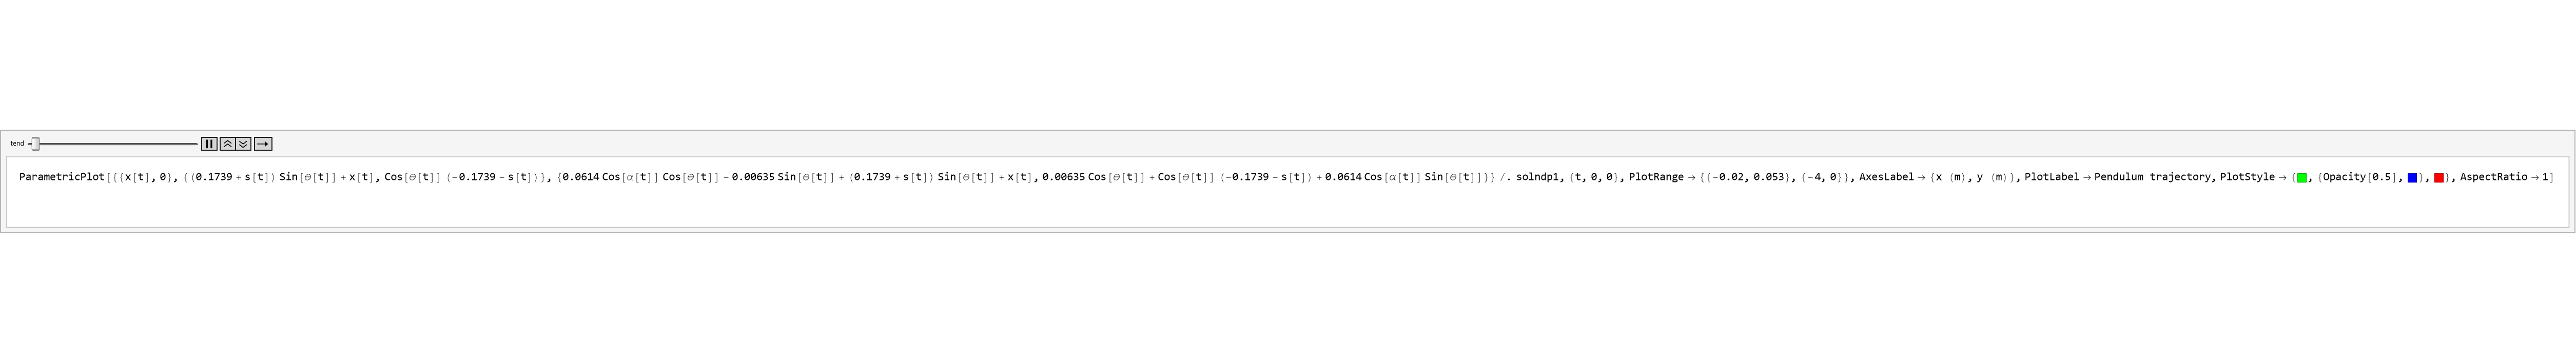 tend
ParametricPlot[{{x[t], 0}, {(0.1739 + s[t]) Sin[θ[t]] + x[t], Cos[θ[t]] (-0.1739 - s[t])}, {0.0614 Cos[α[t]] Cos[θ[t]] - 0.00635 Sin[θ[t]] + (0.1739 + s[t]) Sin[θ[t]] + x[t], 0.00635 Cos[θ[t]] + Cos[θ[t]] (-0.1739 - s[t]) + 0.0614 Cos[α[t]] Sin[θ[t]]}} /. solndp1, {t, 0, 0}, PlotRange → {{-0.02, 0.053}, {-4, 0}}, AxesLabel → {x (m), y (m)}, PlotLabel → Pendulum trajectory, PlotStyle → {, {Opacity[0.5], }, }, AspectRatio → 1]